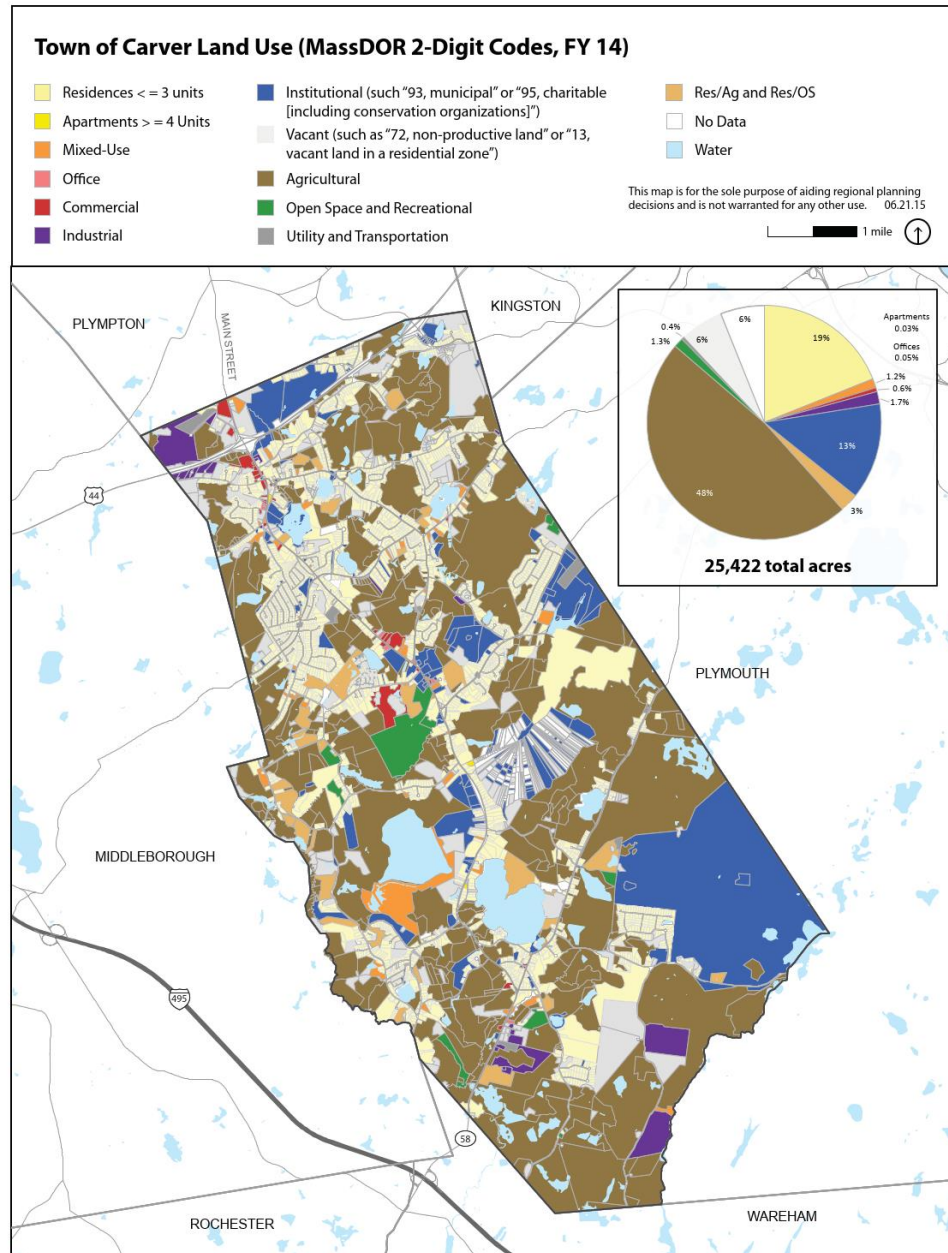 Town of Carver Land Use (MassDOR 2-Digit Codes, FY 14)
Residences < = 3 units
Apartments > = 4 Units
Mixed-Use
Office
Commercial
Industrial
Institutional (such “93, municipal” or “95, charitable
[including conservation organizations]”)
Vacant (such as “72, non-productive land” or “13,
vacant land in a residential zone”)
Agricultural
Open Space and Recreational
Utility and Transportation
Res/Ag and Res/OS
No Data
Water
This map is for the sole purpose of aiding regional planning
decisions and is not warranted for any other use. 06.21.15
1 mile
PLYMPTON
MAIN STREET
KINGSTON
44
0.4%
1.3%
6%
6%
19%
Apartments
0.03%
Offices
0.05%
1.2%
0.6%
1.7%
13%
3%
48%
25,422 total acres
PLYMOUTH
MIDDLEBOROUGH
495
58
ROCHESTER
WAREHAM